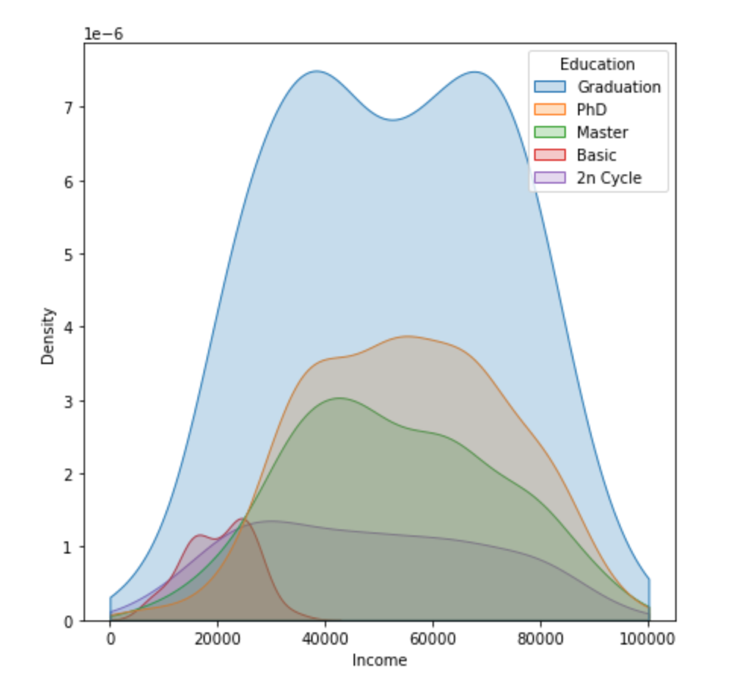 1e−6
Education
Graduation
PhD
Master
Basic
2n Cycle
7
6
5
4
3
2
1
0
Density
0 20000 40000 60000 80000 100000
Income